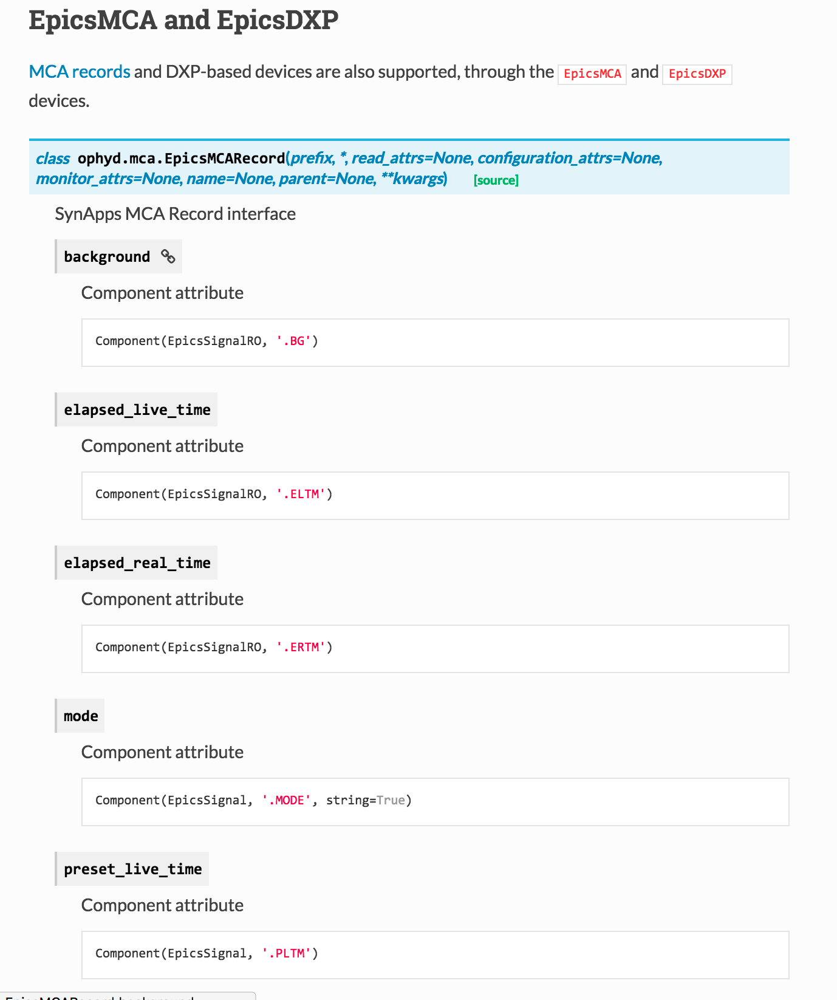 EpicsMCA and EpicsDXP
MCA records and DXP-based devices are also supported, through the EpicsMCA and EpicsDXP
devices.
class ophyd.mca.EpicsMCARecord(prefix, *, read_attrs=None, configuration_attrs=None,
monitor_attrs=None, name=None, parent=None, **kwargs) [source]
SynApps MCA Record interface
background
Component attribute
Component(EpicsSignalRO, '.BG')
elapsed_live_time
Component attribute
Component(EpicsSignalRO, '.ELTM')
elapsed_real_time
Component attribute
Component(EpicsSignalRO, '.ERTM')
mode
Component attribute
Component(EpicsSignal, '.MODE', string=True)
preset_live_time
Component attribute
Component(EpicsSignal, '.PLTM')